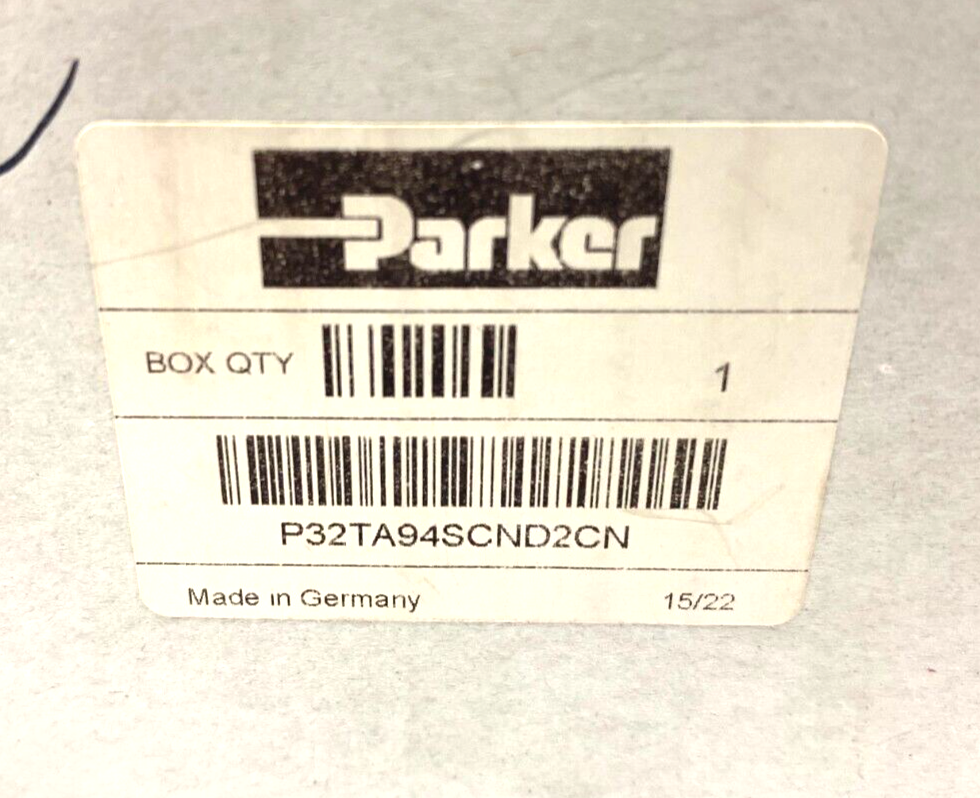 Parker
BOX QTY 1
P32TA94SCND2CN
Made in Germany 15/22